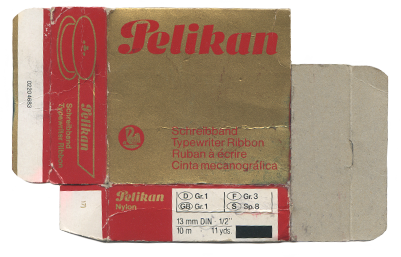 Pelikan
Schreibband
Typewriter Ribbon
Ruban à écrire
Cinta mecanográfica
Pelikan
Schreibband
Typewriter Ribbon
02204683
Pelikan
Nylon
D Gr.1
F Gr.3
GB Gr.1
S Sp.8
13 mm DIN 1/2"
10 m 11 yds.